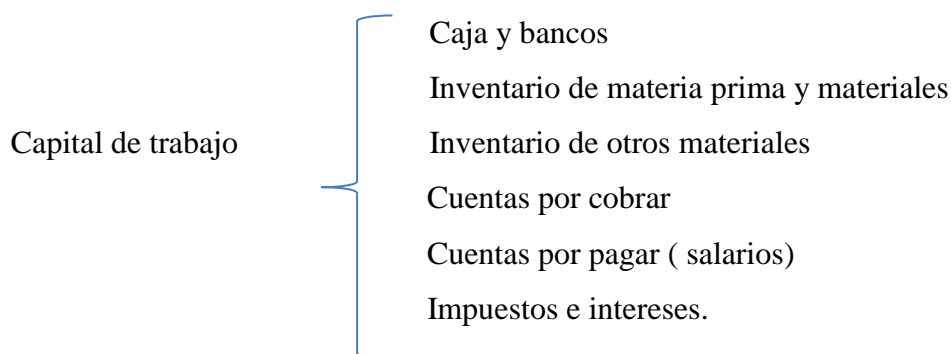 Caja y bancos
Inventario de materia prima y materiales
Capital de trabajo
Inventario de otros materiales
Cuentas por cobrar
Cuentas por pagar ( salarios)
Impuestos e intereses.